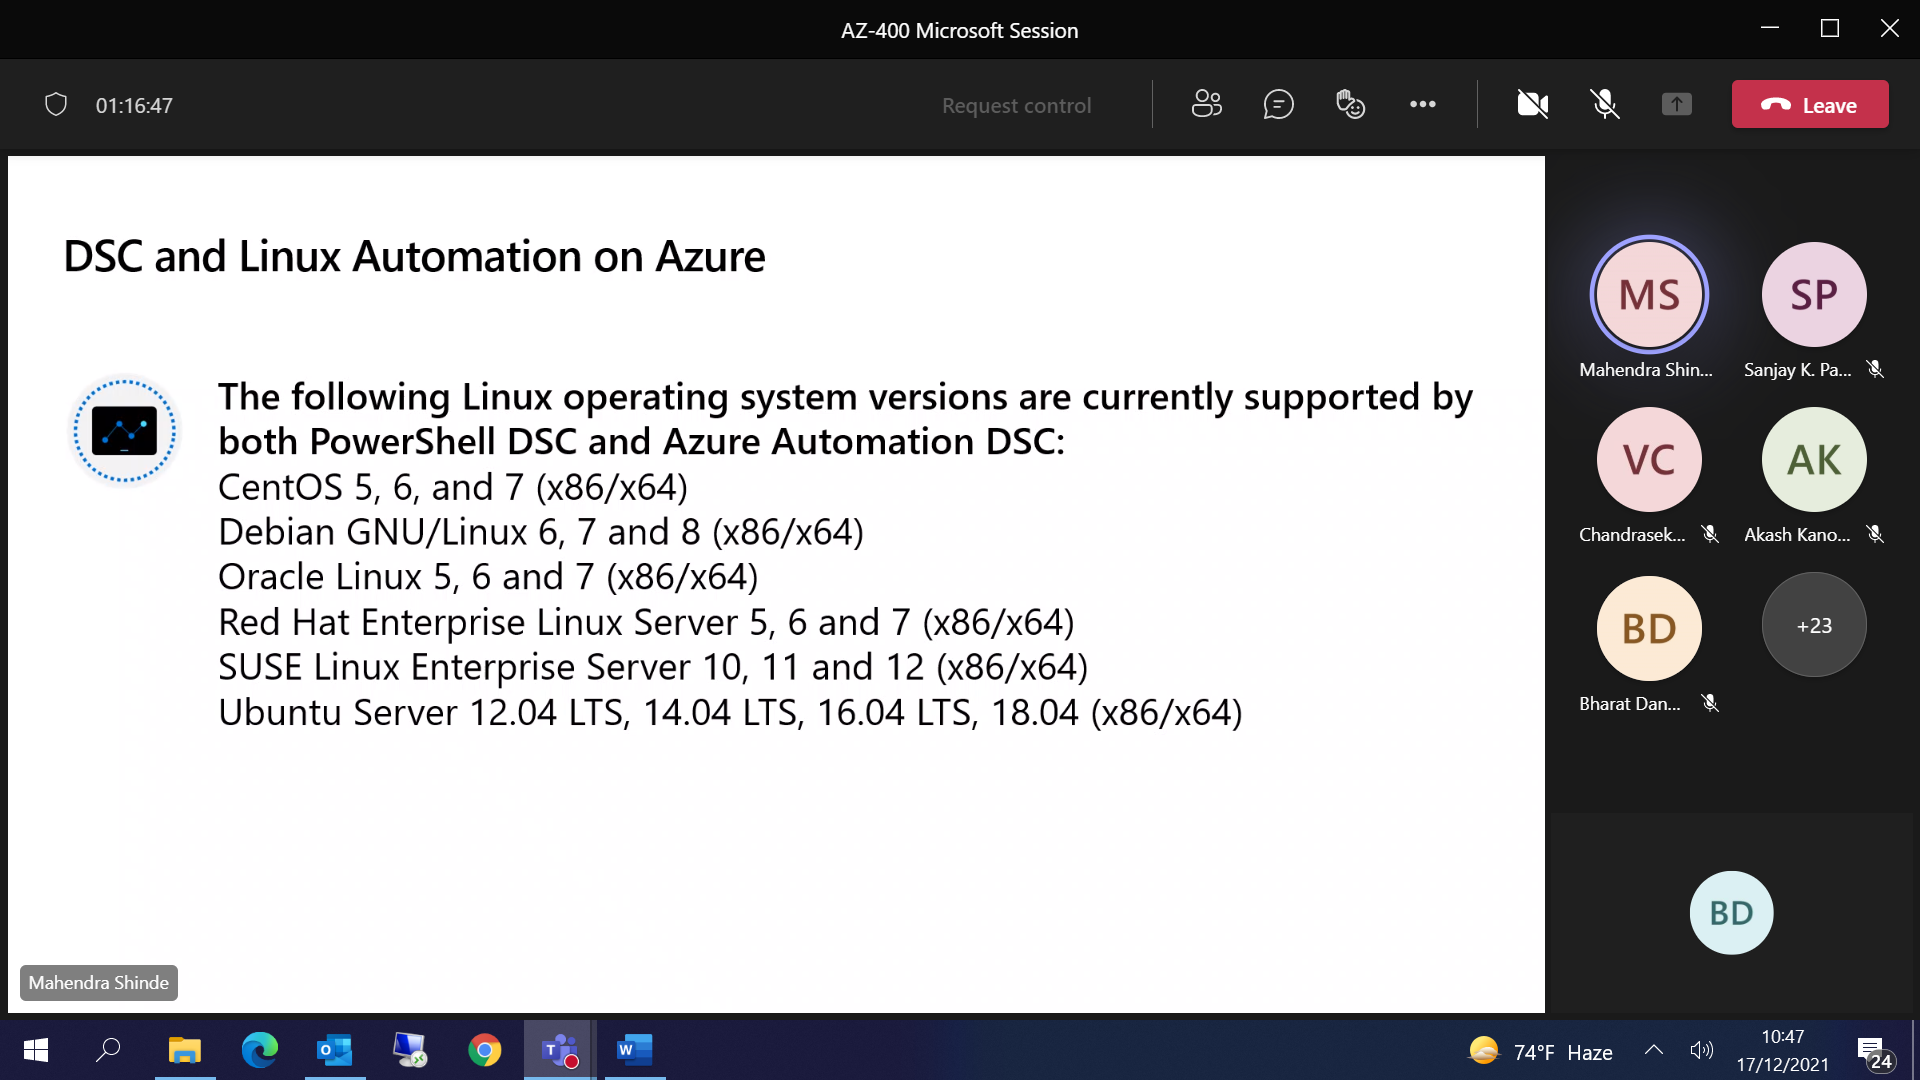 AZ-400 Microsoft Session
01:16:47
Request control
Leave
DSC and Linux Automation on Azure
The following Linux operating system versions are currently supported by
both PowerShell DSC and Azure Automation DSC:
CentOS 5, 6, and 7 (x86/x64)
Debian GNU/Linux 6, 7 and 8 (x86/x64)
Oracle Linux 5, 6 and 7 (x86/x64)
Red Hat Enterprise Linux Server 5, 6 and 7 (x86/x64)
SUSE Linux Enterprise Server 10, 11 and 12 (x86/x64)
Ubuntu Server 12.04 LTS, 14.04 LTS, 16.04 LTS, 18.04 (x86/x64)
Mahendra Shinde
MS
SP
Mahendra Shin...
Sanjay K. Pa...
VC
AK
Chandrasek...
Akash Kano...
BD
+23
Bharat Dan...
BD
O
T
W
74°F Haze
10:47
17/12/2021
24